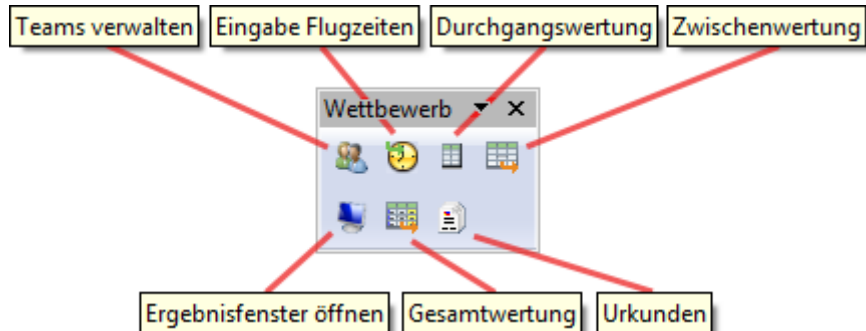 Teams verwalten
Eingabe Flugzeiten
Durchgangswertung
Zwischenwertung
Wettbewerb
Ergebnisfenster öffnen
Gesamtwertung
Urkunden